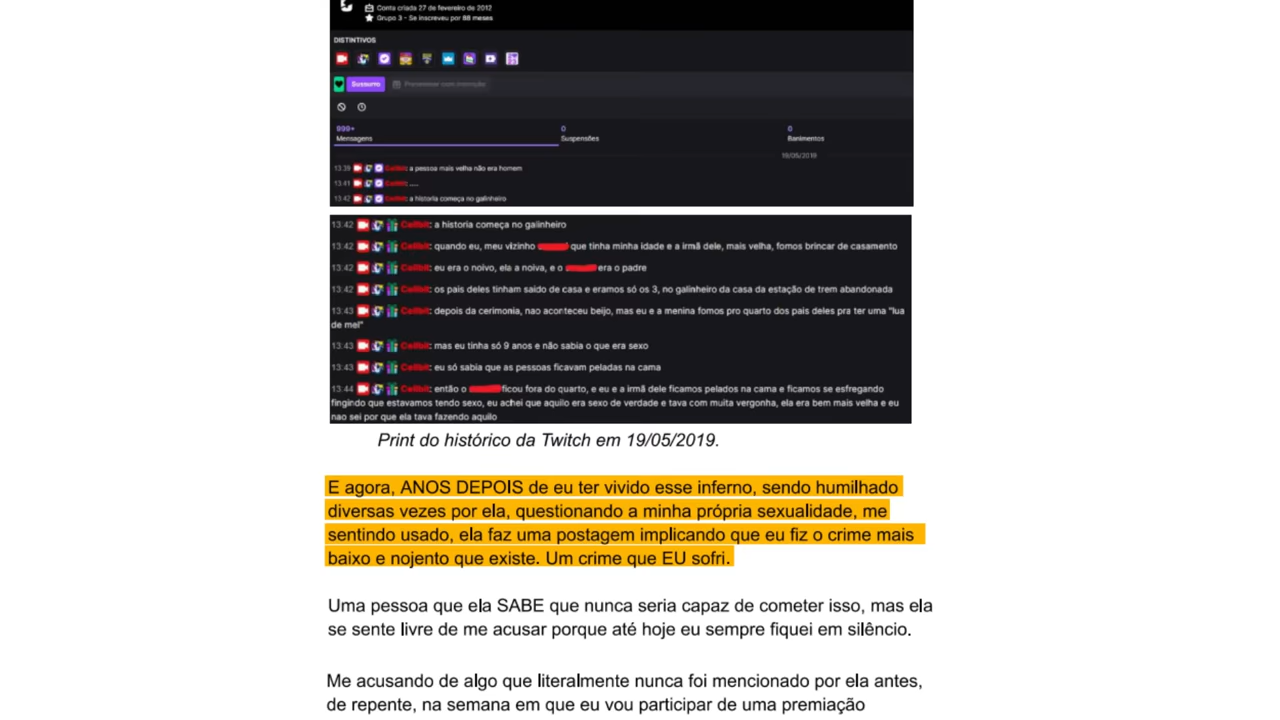 Conta criada 27 de fevereiro de 2012
Grupo 3 - Se inscreveu por 88 meses
DISTINTIVOS
Sussurro
999+
Mensagens
0
Suspensões
0
Banimentos
19/05/2019
13:39 Cellbit: a pessoa mais velha não era homem
13:41 Cellbit: ....
13:42 Cellbit: a historia começa no galinheiro
13:42 Cellbit: a historia começa no galinheiro
13:42 Cellbit: quando eu, meu vizinho que tinha minha idade e a irmã dele, mais velha, fomos brincar de casamento
13:42 Cellbit: eu era o noivo, ela a noiva, e o era o padre
13:42 Cellbit: os pais deles tinham saido de casa e eramos só os 3, no galinheiro da casa da estação de trem abandonada
13:43 Cellbit: depois da cerimonia, nao aconteceu beijo, mas eu e a menina fomos pro quarto dos pais deles pra ter uma "lua
de mel"
13:43 Cellbit: mas eu tinha só 9 anos e não sabia o que era sexo
13:43 Cellbit: eu só sabia que as pessoas ficavam peladas na cama
13:44 Cellbit: então o ficou fora do quarto, e eu e a irmã dele ficamos pelados na cama e ficamos se esfregando
fingindo que estavamos tendo sexo, eu achei que aquilo era sexo de verdade e tava com muita vergonha, ela era bem mais velha e eu
nao sei por que ela tava fazendo aquilo
Print do histórico da Twitch em 19/05/2019.
E agora, ANOS DEPOIS de eu ter vivido esse inferno, sendo humilhado
diversas vezes por ela, questionando a minha própria sexualidade, me
sentindo usado, ela faz uma postagem implicando que eu fiz o crime mais
baixo e nojento que existe. Um crime que EU sofri.
Uma pessoa que ela SABE que nunca seria capaz de cometer isso, mas ela
se sente livre de me acusar porque até hoje eu sempre fiquei em silêncio.
Me acusando de algo que literalmente nunca foi mencionado por ela antes,
de repente, na semana em que eu vou participar de uma premiação